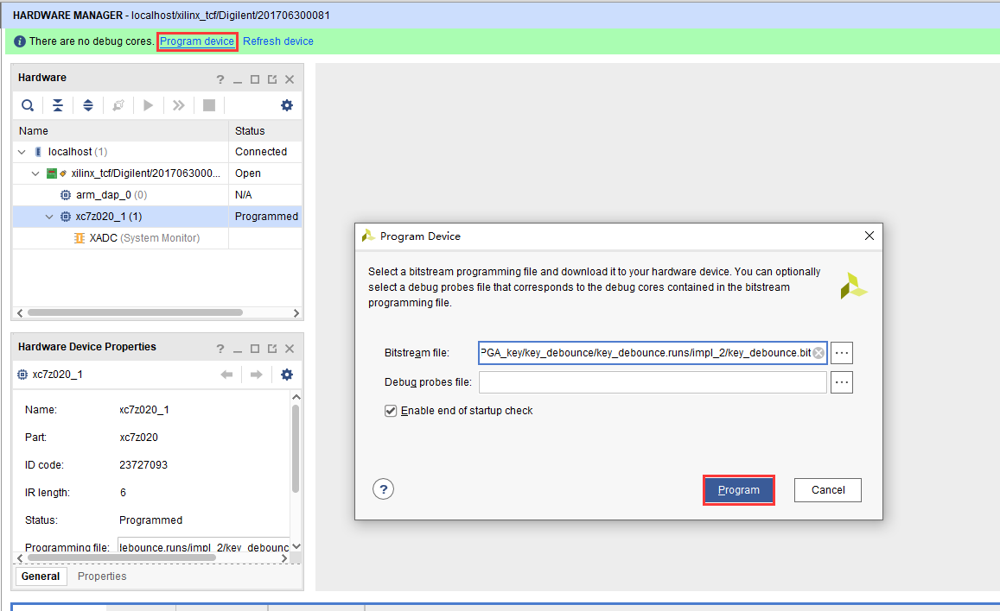 HARDWARE MANAGER - localhost/xilinx_tcf/Digilent/201706300081
There are no debug cores. Program device Refresh device
Hardware
Name Status
localhost (1) Connected
xilinx_tcf/Digilent/2017063000... Open
arm_dap_0 (0) N/A
xc7z020_1 (1) Programmed
XADC (System Monitor)
Hardware Device Properties
xc7z020_1
Name: xc7z020_1
Part: xc7z020
ID code: 23727093
IR length: 6
Status: Programmed
Programming file: lebounce.runs/impl_2/key_debounc
General Properties
Program Device
Select a bitstream programming file and download it to your hardware device. You can optionally
select a debug probes file that corresponds to the debug cores contained in the bitstream
programming file.
Bitstream file: PGA_key/key_debounce/key_debounce.runs/impl_2/key_debounce.bit
Debug probes file:
Enable end of startup check
Program Cancel